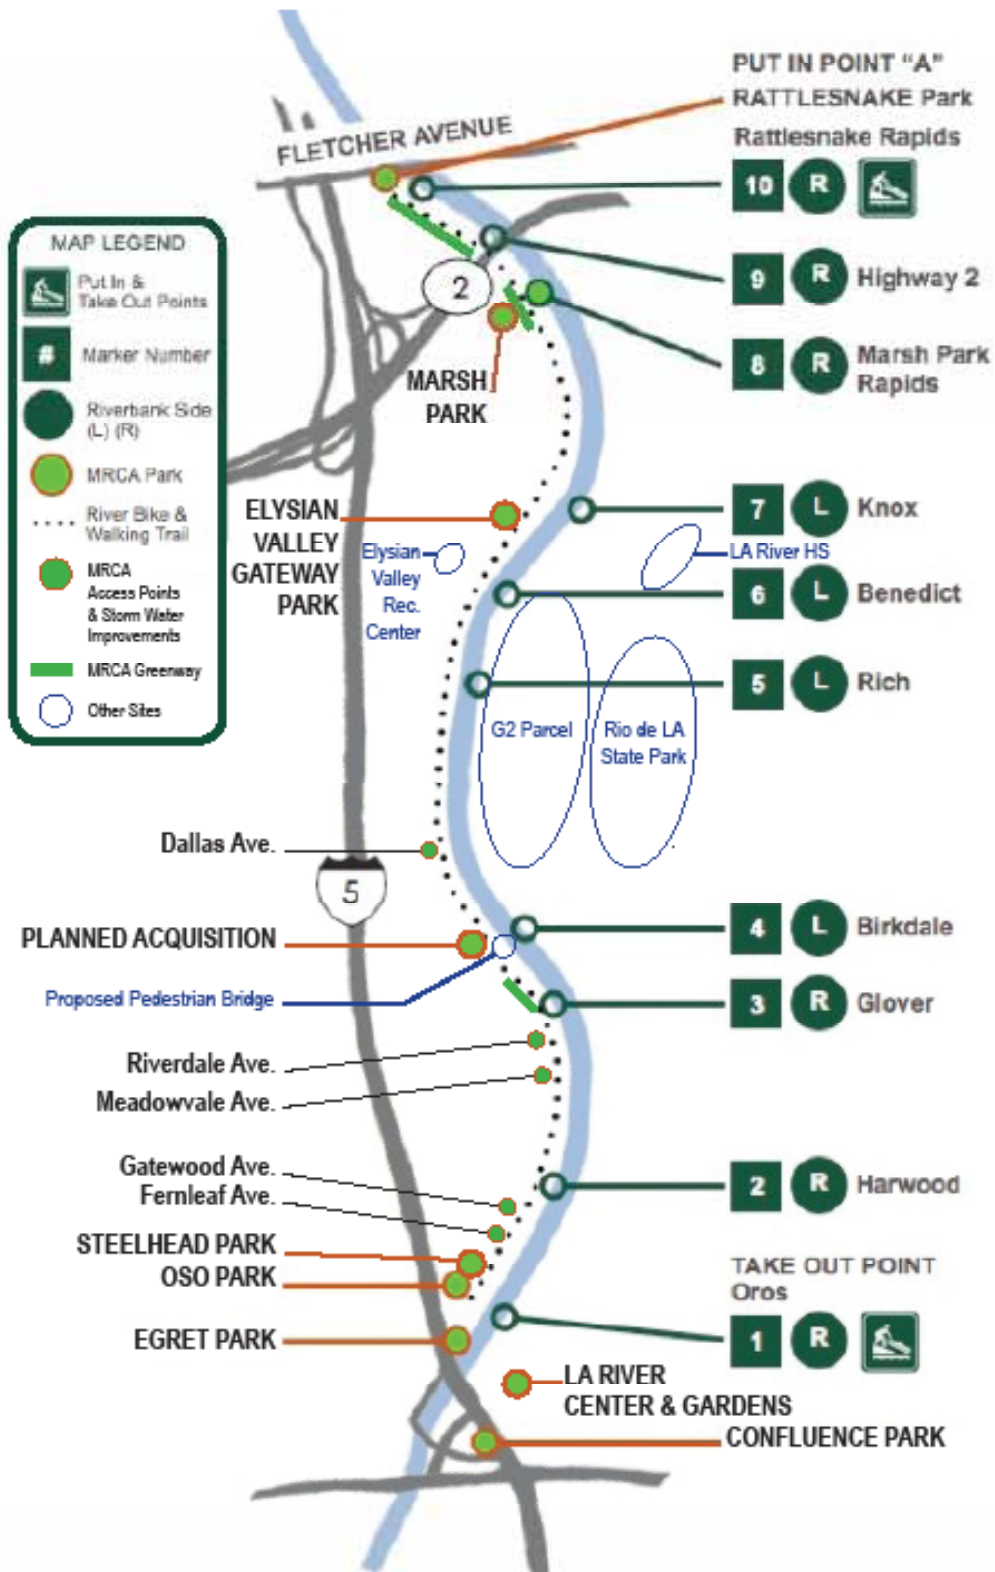 PUT IN POINT "A"
RATTLESNAKE Park
Rattlesnake Rapids
FLETCHER AVENUE
10 R
MAP LEGEND
Put In &
Take Out Points
# Marker Number
Riverbank Side
(L) (R)
MRCA Park
River Bike &
Walking Trail
MRCA
Access Points
& Storm Water
Improvements
MRCA Greenway
Other Sites
2
9 R Highway 2
8 R Marsh Park
Rapids
MARSH
PARK
7 L Knox
ELYSIAN
VALLEY
GATEWAY
PARK
Elysian
Valley
Rec.
Center
LA River HS
6 L Benedict
5 L Rich
G2 Parcel
Rio de LA
State Park
Dallas Ave.
5
4 L Birkdale
PLANNED ACQUISITION
Proposed Pedestrian Bridge
3 R Glover
Riverdale Ave.
Meadowvale Ave.
Gatewood Ave.
Fernleaf Ave.
2 R Harwood
STEELHEAD PARK
OSO PARK
TAKE OUT POINT
Oros
1 R
EGRET PARK
LA RIVER
CENTER & GARDENS
CONFLUENCE PARK